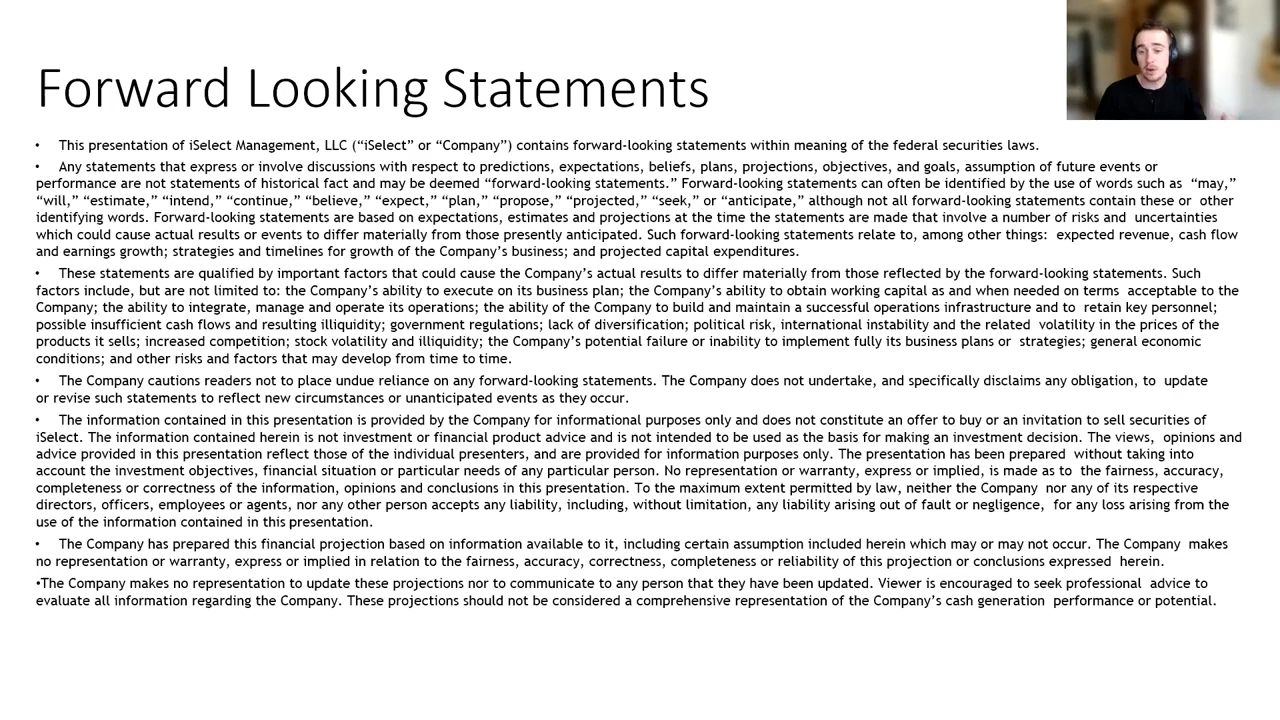 Forward Looking Statements
• This presentation of iSelect Management, LLC (“iSelect” or “Company”) contains forward-looking statements within meaning of the federal securities laws.
• Any statements that express or involve discussions with respect to predictions, expectations, beliefs, plans, projections, objectives, and goals, assumption of future events or
performance are not statements of historical fact and may be deemed “forward-looking statements.” Forward-looking statements can often be identified by the use of words such as “may,”
“will,” “estimate,” “intend,” “continue,” “believe,” “expect,” “plan,” “propose,” “projected,” “seek,” or “anticipate,” although not all forward-looking statements contain these or other
identifying words. Forward-looking statements are based on expectations, estimates and projections at the time the statements are made that involve a number of risks and uncertainties
which could cause actual results or events to differ materially from those presently anticipated. Such forward-looking statements relate to, among other things: expected revenue, cash flow
and earnings growth; strategies and timelines for growth of the Company’s business; and projected capital expenditures.
• These statements are qualified by important factors that could cause the Company’s actual results to differ materially from those reflected by the forward-looking statements. Such
factors include, but are not limited to: the Company’s ability to execute on its business plan; the Company’s ability to obtain working capital as and when needed on terms acceptable to the
Company; the ability to integrate, manage and operate its operations; the ability of the Company to build and maintain a successful operations infrastructure and to retain key personnel;
possible insufficient cash flows and resulting illiquidity; government regulations; lack of diversification; political risk, international instability and the related volatility in the prices of the
products it sells; increased competition; stock volatility and illiquidity; the Company’s potential failure or inability to implement fully its business plans or strategies; general economic
conditions; and other risks and factors that may develop from time to time.
• The Company cautions readers not to place undue reliance on any forward-looking statements. The Company does not undertake, and specifically disclaims any obligation, to update
or revise such statements to reflect new circumstances or unanticipated events as they occur.
• The information contained in this presentation is provided by the Company for informational purposes only and does not constitute an offer to buy or an invitation to sell securities of
iSelect. The information contained herein is not investment or financial product advice and is not intended to be used as the basis for making an investment decision. The views, opinions and
advice provided in this presentation reflect those of the individual presenters, and are provided for information purposes only. The presentation has been prepared without taking into
account the investment objectives, financial situation or particular needs of any particular person. No representation or warranty, express or implied, is made as to the fairness, accuracy,
completeness or correctness of the information, opinions and conclusions in this presentation. To the maximum extent permitted by law, neither the Company nor any of its respective
directors, officers, employees or agents, nor any other person accepts any liability, including, without limitation, any liability arising out of fault or negligence, for any loss arising from the
use of the information contained in this presentation.
• The Company has prepared this financial projection based on information available to it, including certain assumption included herein which may or may not occur. The Company makes
no representation or warranty, express or implied in relation to the fairness, accuracy, correctness, completeness or reliability of this projection or conclusions expressed herein.
•The Company makes no representation to update these projections nor to communicate to any person that they have been updated. Viewer is encouraged to seek professional advice to
evaluate all information regarding the Company. These projections should not be considered a comprehensive representation of the Company’s cash generation performance or potential.